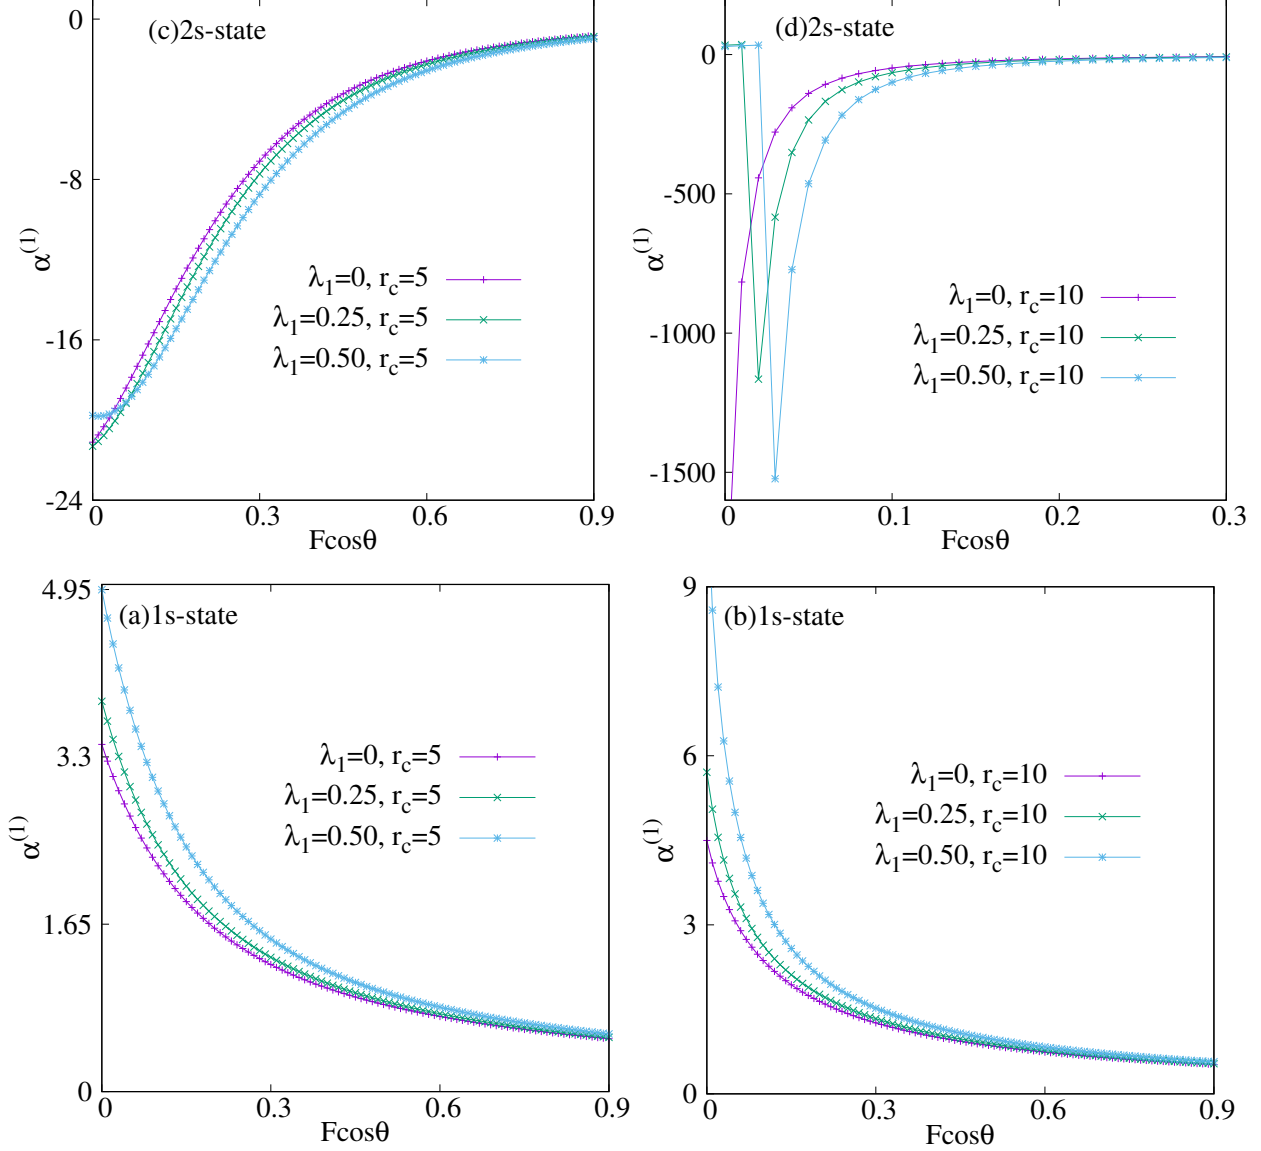 (c)2s-state
0
-8
-16
-24
α(1)
λ1=0, rc=5
λ1=0.25, rc=5
λ1=0.50, rc=5
0 0.3 0.6 0.9
Fcosθ
(d)2s-state
0
-500
-1000
-1500
α(1)
λ1=0, rc=10
λ1=0.25, rc=10
λ1=0.50, rc=10
0 0.1 0.2 0.3
Fcosθ
(a)1s-state
4.95
3.3
1.65
0
α(1)
λ1=0, rc=5
λ1=0.25, rc=5
λ1=0.50, rc=5
0 0.3 0.6 0.9
Fcosθ
(b)1s-state
9
6
3
0
α(1)
λ1=0, rc=10
λ1=0.25, rc=10
λ1=0.50, rc=10
0 0.3 0.6 0.9
Fcosθ